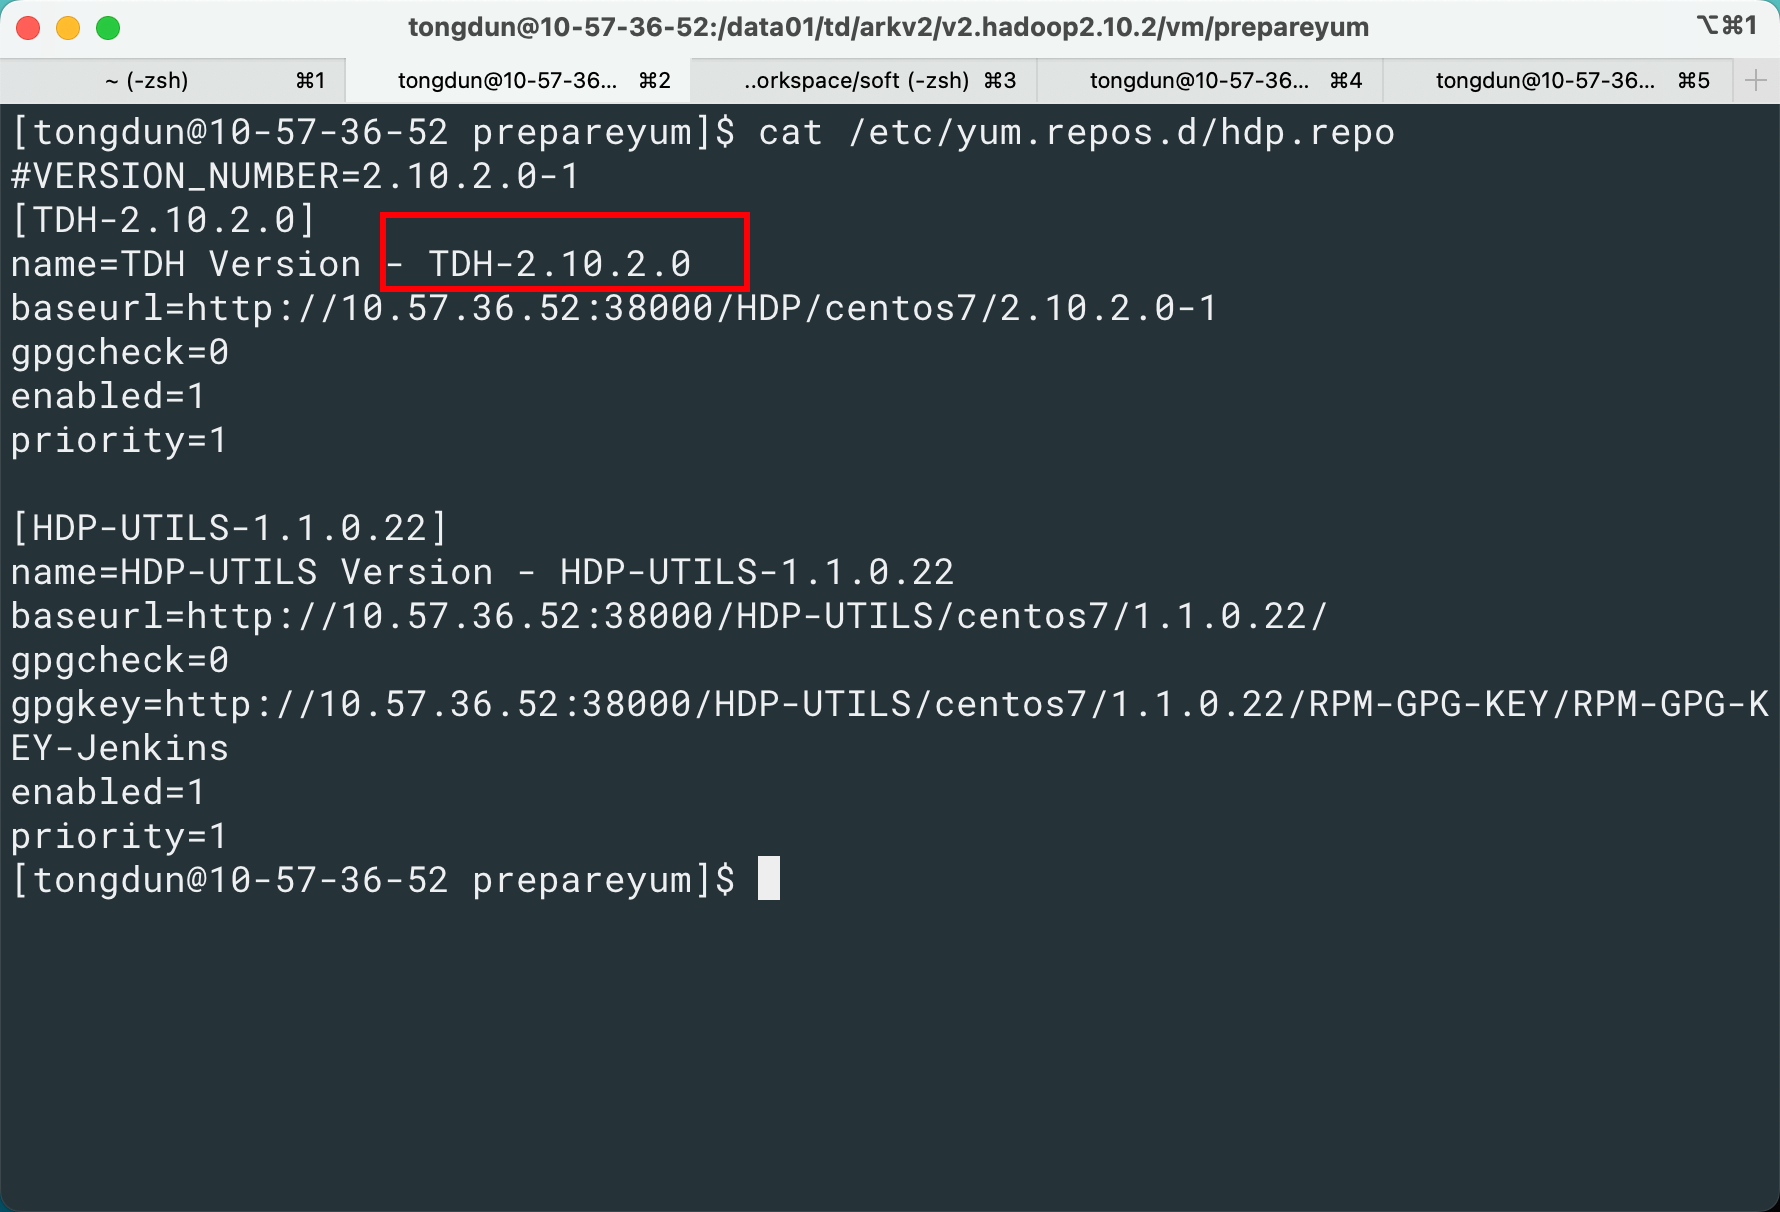 tongdun@10-57-36-52:/data01/td/arkv2/v2.hadoop2.10.2/vm/prepareyum ⌥⌘1
~ (-zsh) ⌘1 tongdun@10-57-36... ⌘2 ..orkspace/soft (-zsh) ⌘3 tongdun@10-57-36... ⌘4 tongdun@10-57-36... ⌘5
[tongdun@10-57-36-52 prepareyum]$ cat /etc/yum.repos.d/hdp.repo
#VERSION_NUMBER=2.10.2.0-1
[TDH-2.10.2.0]
name=TDH Version - TDH-2.10.2.0
baseurl=http://10.57.36.52:38000/HDP/centos7/2.10.2.0-1
gpgcheck=0
enabled=1
priority=1
[HDP-UTILS-1.1.0.22]
name=HDP-UTILS Version - HDP-UTILS-1.1.0.22
baseurl=http://10.57.36.52:38000/HDP-UTILS/centos7/1.1.0.22/
gpgcheck=0
gpgkey=http://10.57.36.52:38000/HDP-UTILS/centos7/1.1.0.22/RPM-GPG-KEY/RPM-GPG-K
EY-Jenkins
enabled=1
priority=1
[tongdun@10-57-36-52 prepareyum]$